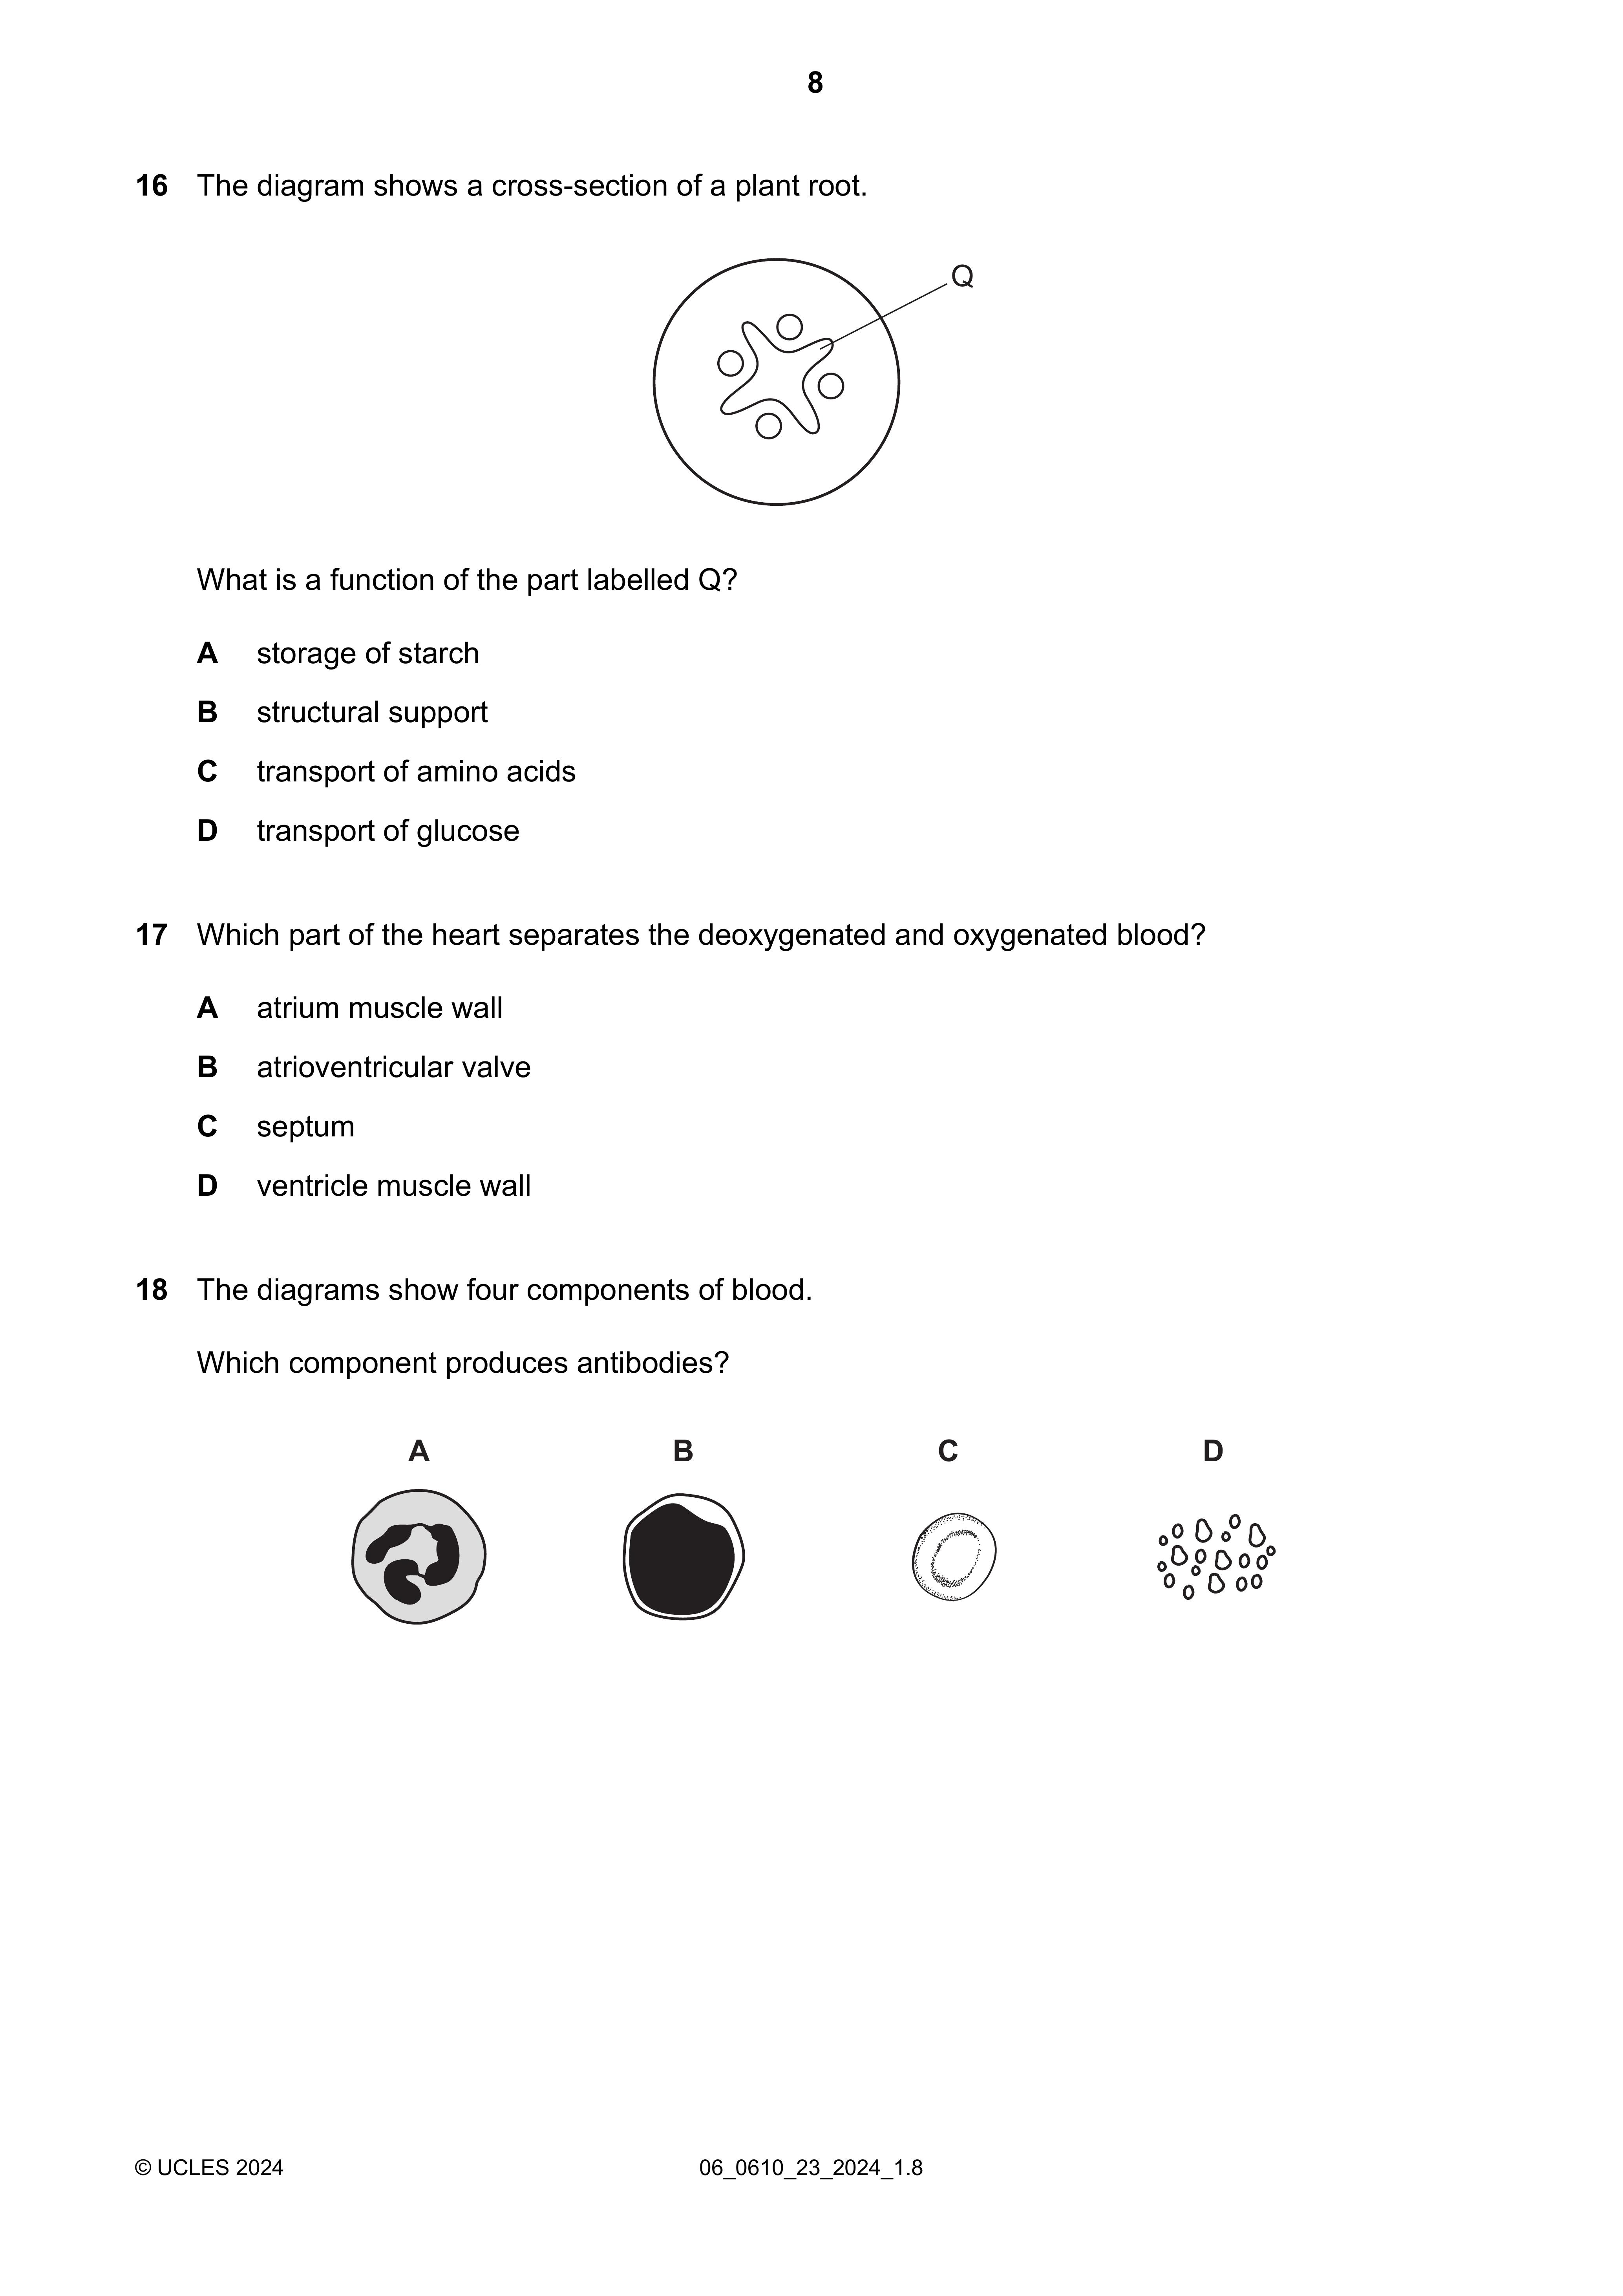 8
16 The diagram shows a cross-section of a plant root.
Q
What is a function of the part labelled Q?
A storage of starch
B structural support
C transport of amino acids
D transport of glucose
17 Which part of the heart separates the deoxygenated and oxygenated blood?
A atrium muscle wall
B atrioventricular valve
C septum
D ventricle muscle wall
18 The diagrams show four components of blood.
Which component produces antibodies?
A B C D
© UCLES 2024 06_0610_23_2024_1.8